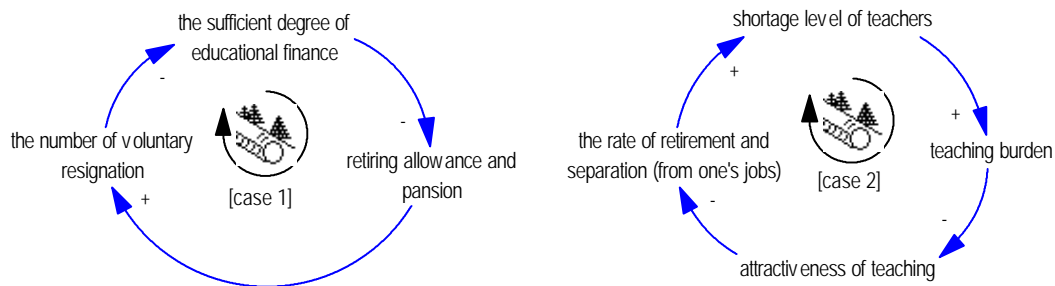 the sufficient degree of
educational finance
-
-
the number of voluntary
resignation
retiring allowance and
pansion
+
[case 1]
shortage level of teachers
+
+
the rate of retirement and
separation (from one's jobs)
teaching burden
[case 2]
-
-
attractiveness of teaching